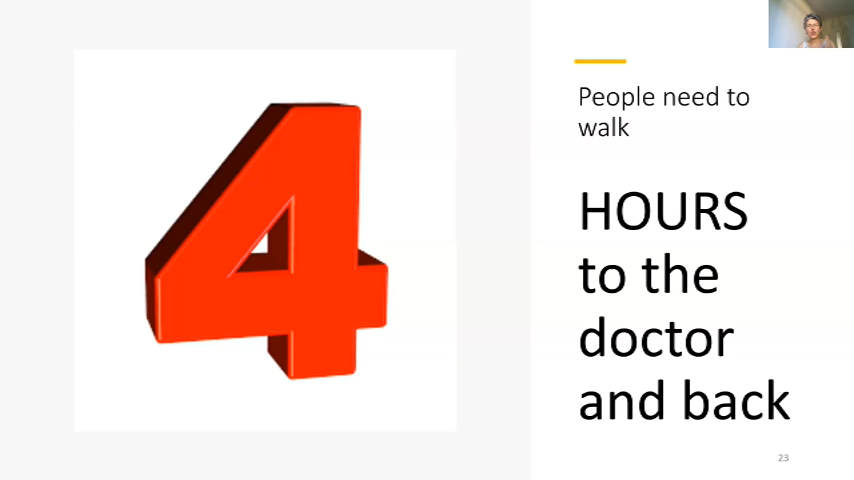 4
People need to
walk
HOURS
to the
doctor
and back
23